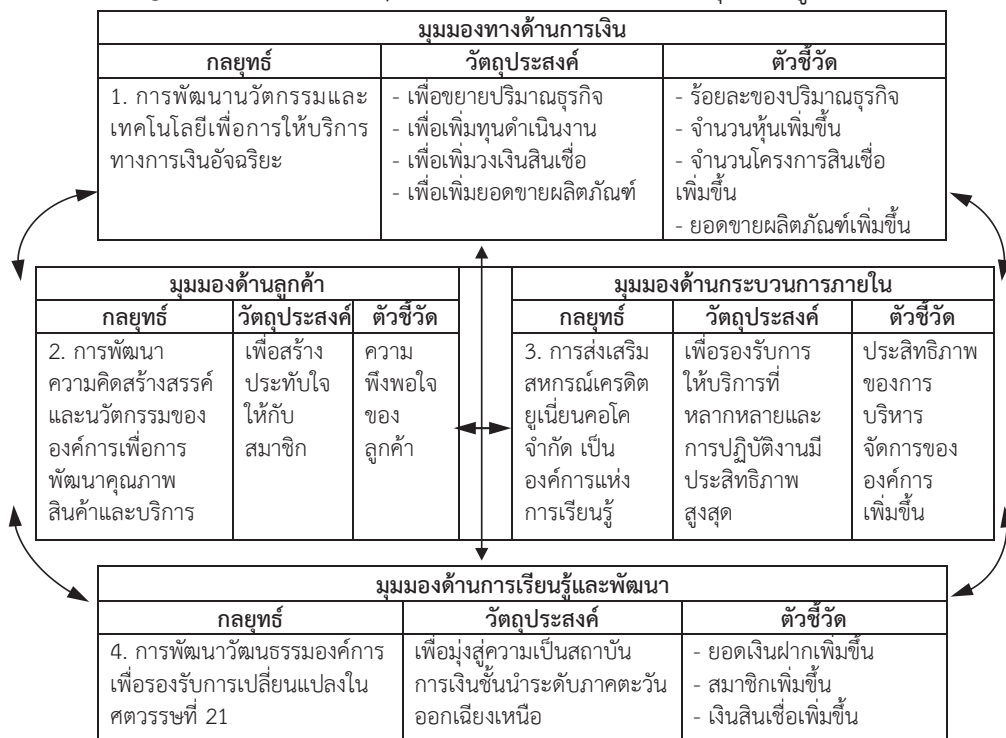 มุมมองทางด้านการเงิน
กลยุทธ์ วัตถุประสงค์ ตัวชี้วัด
1. การพัฒนานวัตกรรมและ
เทคโนโลยีเพื่อการให้บริการ
ทางการเงินอัจฉริยะ
- เพื่อขยายปริมาณธุรกิจ
- เพื่อเพิ่มทุนดำเนินงาน
- เพื่อเพิ่มวงเงินสินเชื่อ
- เพื่อเพิ่มยอดขายผลิตภัณฑ์
- ร้อยละของปริมาณธุรกิจ
- จำนวนหุ้นเพิ่มขึ้น
- จำนวนโครงการสินเชื่อ
เพิ่มขึ้น
- ยอดขายผลิตภัณฑ์เพิ่มขึ้น
มุมมองด้านลูกค้า
กลยุทธ์ วัตถุประสงค์ ตัวชี้วัด
2. การพัฒนา
ความคิดสร้างสรรค์
และนวัตกรรมของ
องค์การเพื่อการ
พัฒนาคุณภาพ
สินค้าและบริการ
เพื่อสร้าง
ประทับใจ
ให้กับ
สมาชิก
ความ
พึงพอใจ
ของ
ลูกค้า
มุมมองด้านกระบวนการภายใน
กลยุทธ์ วัตถุประสงค์ ตัวชี้วัด
3. การส่งเสริม
สหกรณ์เครดิต
ยูเนี่ยนคอโค
จำกัด เป็น
องค์การแห่ง
การเรียนรู้
เพื่อรองรับการ
ให้บริการที่
หลากหลายและ
การปฏิบัติงานมี
ประสิทธิภาพ
สูงสุด
ประสิทธิภาพ
ของการ
บริหาร
จัดการของ
องค์การ
เพิ่มขึ้น
มุมมองด้านการเรียนรู้และพัฒนา
กลยุทธ์ วัตถุประสงค์ ตัวชี้วัด
4. การพัฒนาวัฒนธรรมองค์การ
เพื่อรองรับการเปลี่ยนแปลงใน
ศตวรรษที่ 21
เพื่อมุ่งสู่ความเป็นสถาบัน
การเงินชั้นนำระดับภาคตะวัน
ออกเฉียงเหนือ
- ยอดเงินฝากเพิ่มขึ้น
- สมาชิกเพิ่มขึ้น
- เงินสินเชื่อเพิ่มขึ้น